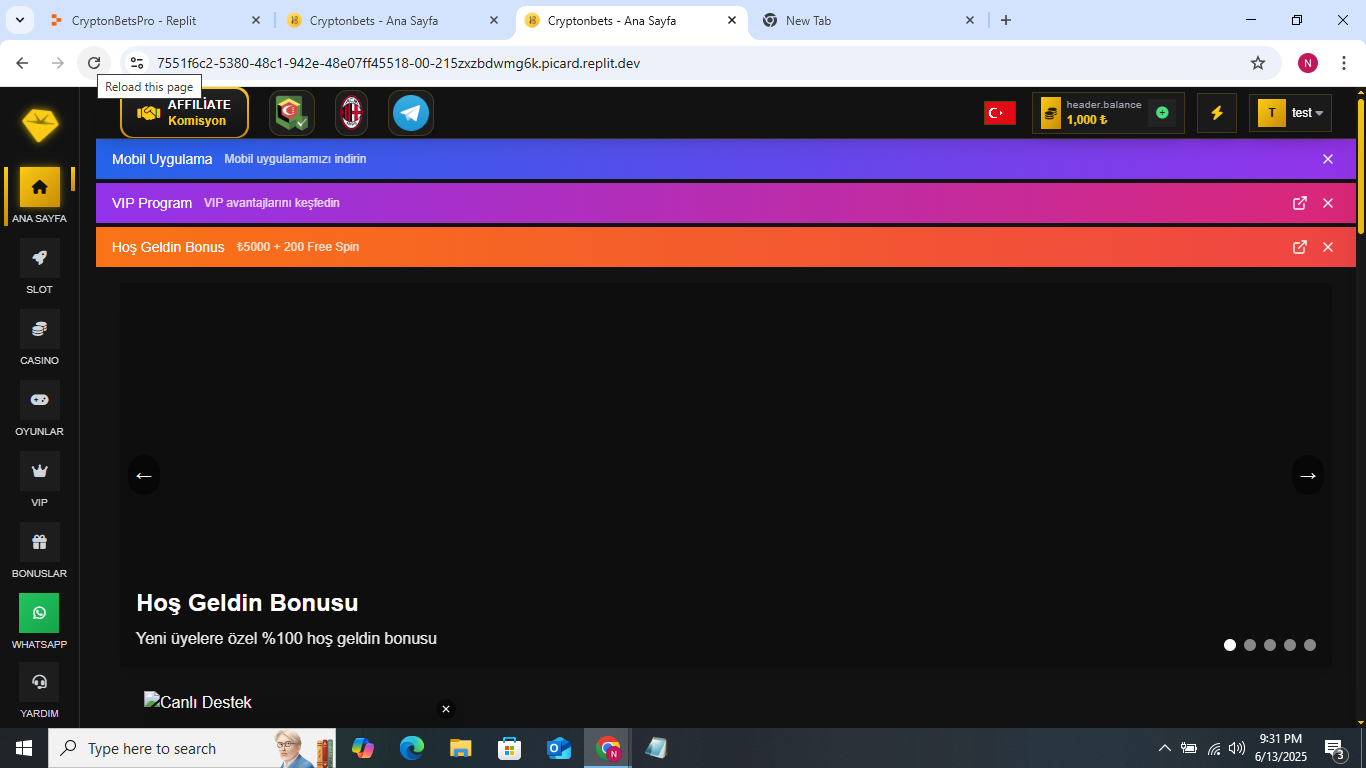 CryptonBetsPro - Replit
Cryptonbets - Ana Sayfa
Cryptonbets - Ana Sayfa
New Tab
7551f6c2-5380-48c1-942e-48e07ff45518-00-215zxzbdwmg6k.picard.replit.dev
N
Reload this page
AFFILIATE
Komisyon
header.balance
1,000 ₺
T
test
Mobil Uygulama Mobil uygulamamızı indirin
VIP Program VIP avantajlarını keşfedin
Hoş Geldin Bonus ₺5000 + 200 Free Spin
ANA SAYFA
SLOT
CASINO
OYUNLAR
VIP
BONUSLAR
WHATSAPP
YARDIM
Hoş Geldin Bonusu
Yeni üyelere özel %100 hoş geldin bonusu
Canlı Destek
Type here to search
N
9:31 PM
6/13/2025
3